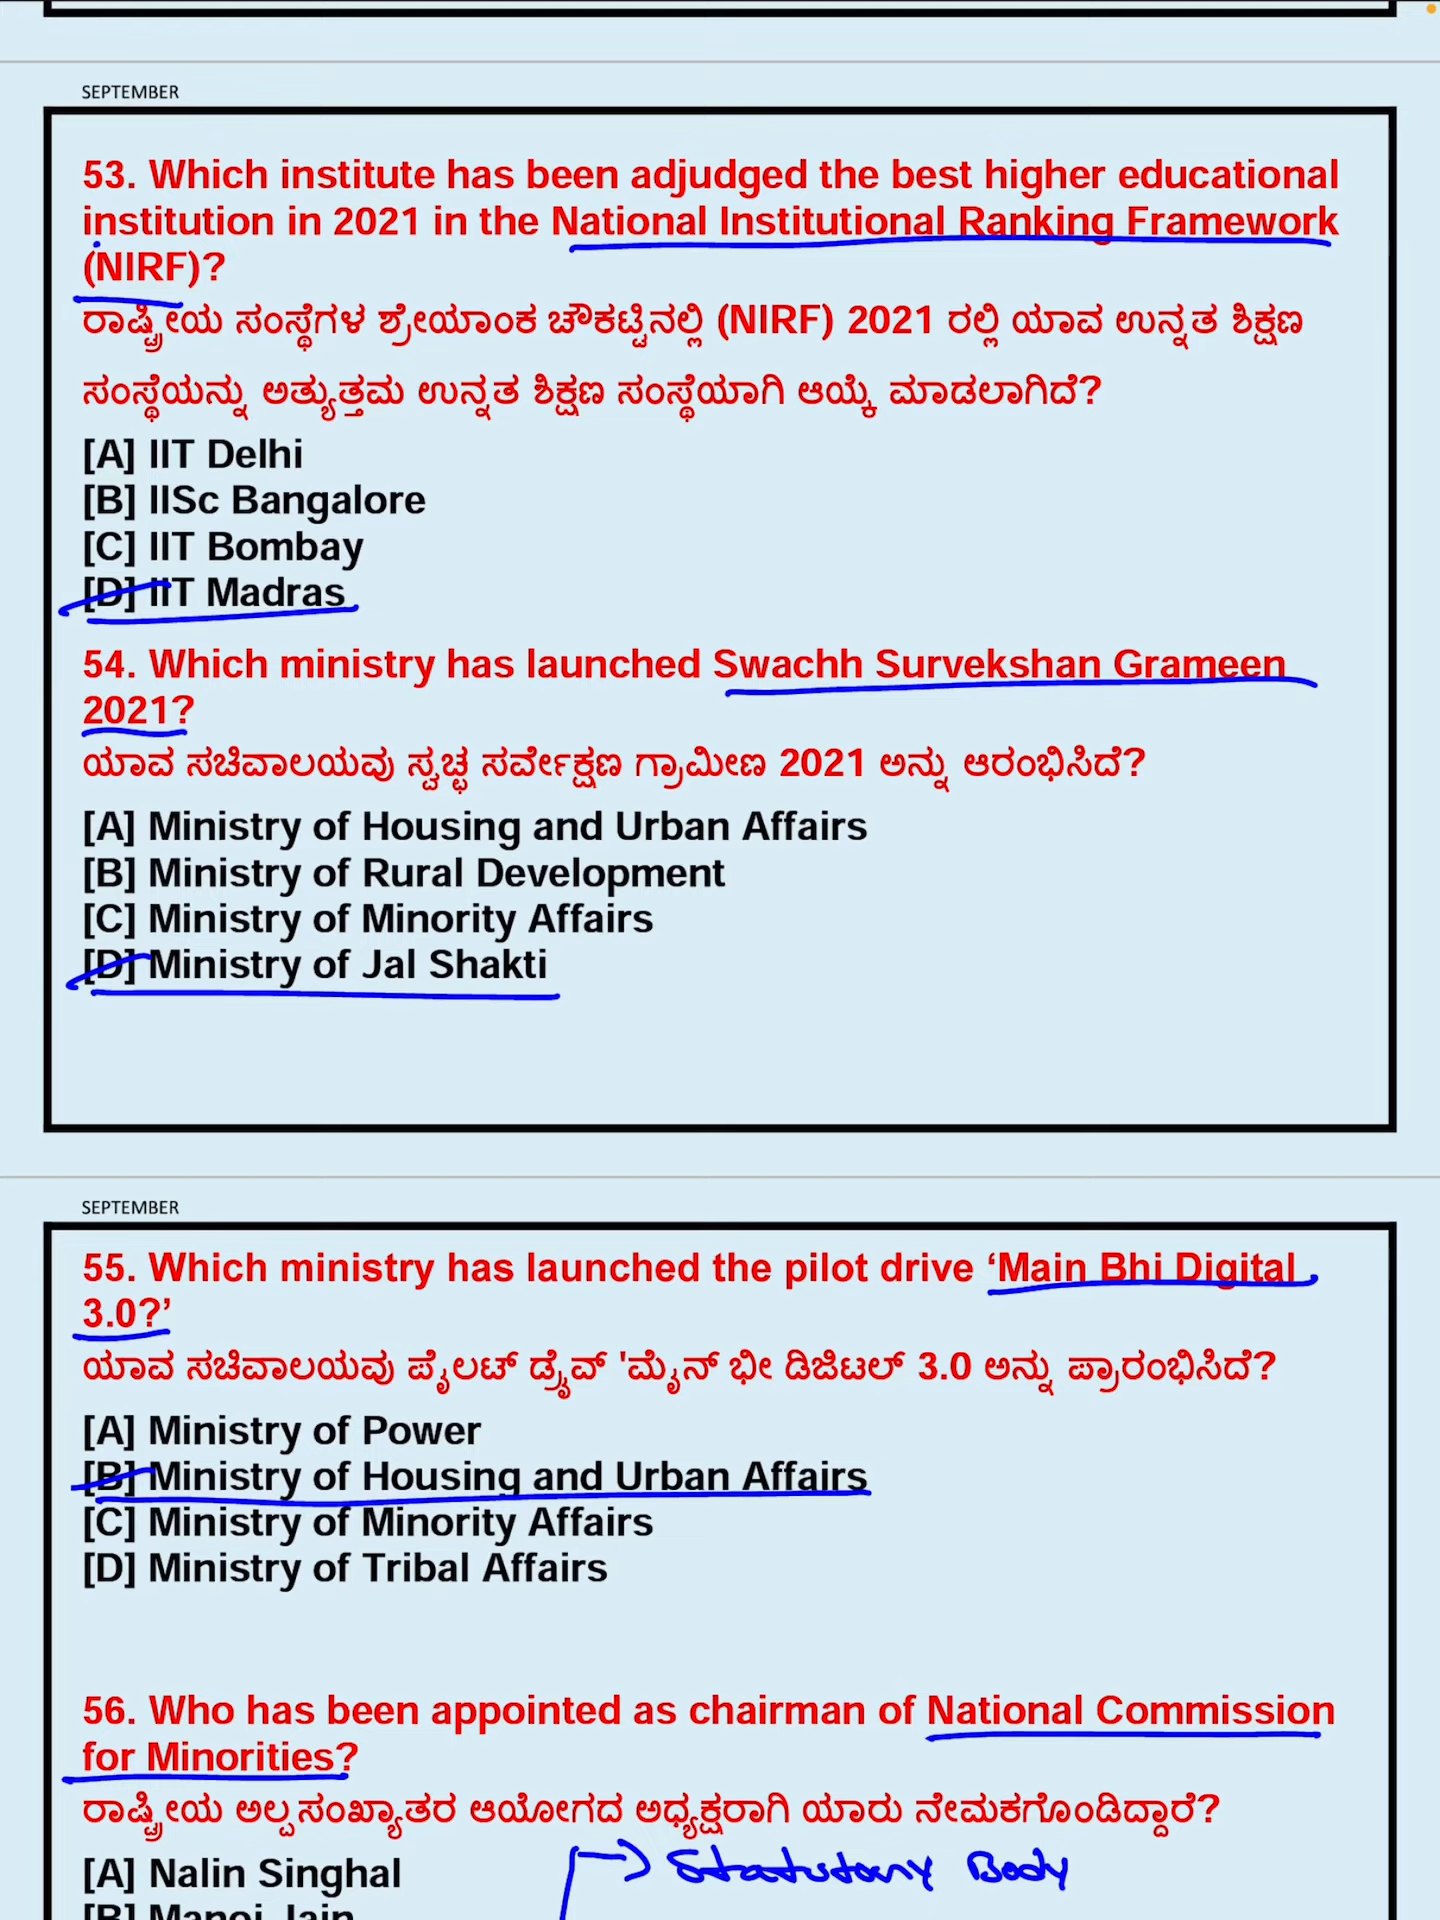 SEPTEMBER
53. Which institute has been adjudged the best higher educational
institution in 2021 in the National Institutional Ranking Framework
(NIRF)?
ರಾಷ್ಟ್ರೀಯ ಸಂಸ್ಥೆಗಳ ಶ್ರೇಯಾಂಕ ಚೌಕಟ್ಟಿನಲ್ಲಿ (NIRF) 2021 ರಲ್ಲಿ ಯಾವ ಉನ್ನತ ಶಿಕ್ಷಣ
ಸಂಸ್ಥೆಯನ್ನು ಅತ್ಯುತ್ತಮ ಉನ್ನತ ಶಿಕ್ಷಣ ಸಂಸ್ಥೆಯಾಗಿ ಆಯ್ಕೆ ಮಾಡಲಾಗಿದೆ?
[A] IIT Delhi
[B] IISc Bangalore
[C] IIT Bombay
[D] IIT Madras
54. Which ministry has launched Swachh Survekshan Grameen
2021?
ಯಾವ ಸಚಿವಾಲಯವು ಸ್ವಚ್ಛ ಸರ್ವೇಕ್ಷಣ ಗ್ರಾಮೀಣ 2021 ಅನ್ನು ಆರಂಭಿಸಿದೆ?
[A] Ministry of Housing and Urban Affairs
[B] Ministry of Rural Development
[C] Ministry of Minority Affairs
[D] Ministry of Jal Shakti
SEPTEMBER
55. Which ministry has launched the pilot drive ‘Main Bhi Digital
3.0?’
ಯಾವ ಸಚಿವಾಲಯವು ಪೈಲಟ್ ಡ್ರೈವ್ 'ಮೈನ್ ಭೀ ಡಿಜಿಟಲ್ 3.0 ಅನ್ನು ಪ್ರಾರಂಭಿಸಿದೆ?
[A] Ministry of Power
[B] Ministry of Housing and Urban Affairs
[C] Ministry of Minority Affairs
[D] Ministry of Tribal Affairs
56. Who has been appointed as chairman of National Commission
for Minorities?
ರಾಷ್ಟ್ರೀಯ ಅಲ್ಪಸಂಖ್ಯಾತರ ಆಯೋಗದ ಅಧ್ಯಕ್ಷರಾಗಿ ಯಾರು ನೇಮಕಗೊಂಡಿದ್ದಾರೆ?
[A] Nalin Singhal
Statutory Body
[B] Manoj Jain